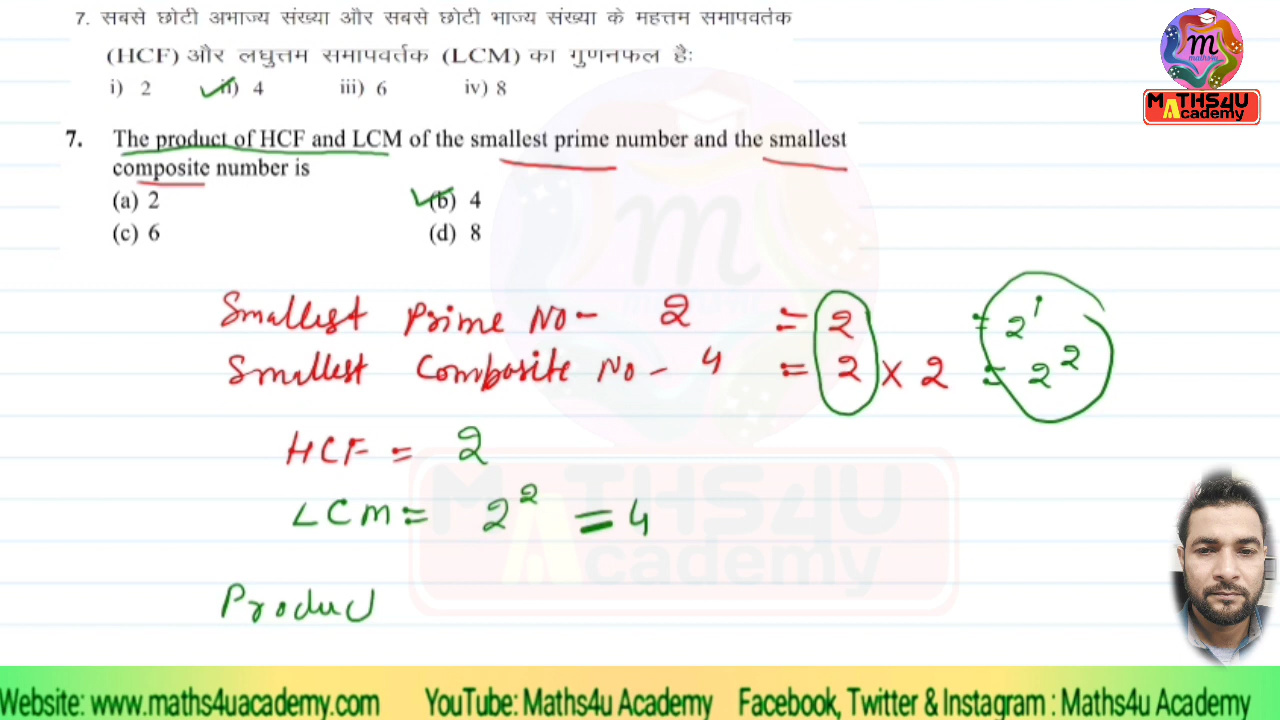 7. सबसे छोटी अभाज्य संख्या और सबसे छोटी भाज्य संख्या के महत्तम समापवर्तक
(HCF) और लघुत्तम समापवर्तक (LCM) का गुणनफल है:
i) 2 ii) 4 iii) 6 iv) 8
7. The product of HCF and LCM of the smallest prime number and the smallest
composite number is
(a) 2 (b) 4
(c) 6 (d) 8
m
maths4u
MATHS4U
Academy
m
Smallest Prime No - 2 = 2 = 2¹
Smallest Composite No - 4 = 2 × 2 = 2²
HCF = 2
LCM = 2² = 4
MATHS4U
Academy
Produc
Website: www.maths4uacademy.com YouTube: Maths4u Academy Facebook, Twitter & Instagram : Maths4u Academy